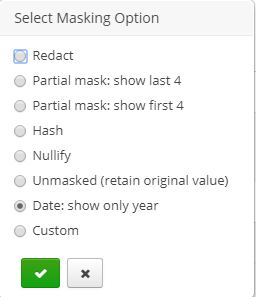 Select Masking Option
Redact
Partial mask: show last 4
Partial mask: show first 4
Hash
Nullify
Unmasked (retain original value)
Date: show only year
Custom